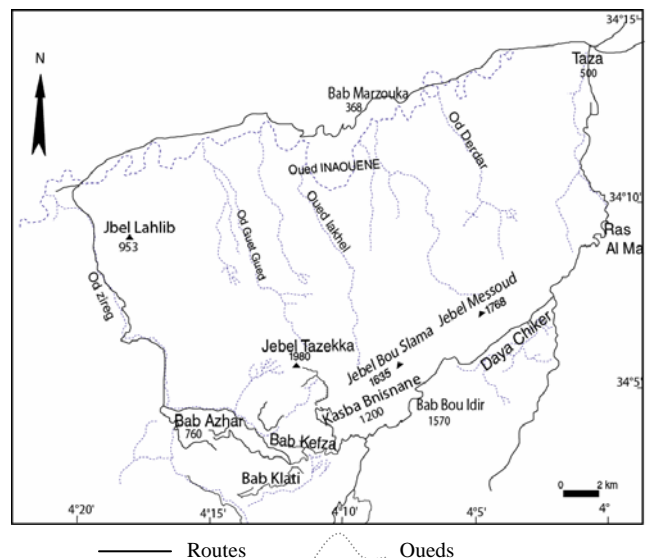 34°15'
N
Taza
500
Bab Marzouka
368
Od Derdar
Oued INAOUENE
34°10'
Oued Iakhel
Od Guet Gued
Jbel Lahlib
953
Ras
Al Ma
Od zireg
Jebel Messoud
1768
Jebel Tazekka
1980
Jebel Bou Slama
1635
Daya Chiker
34°5'
Kasba Bnisnane
1200
Bab Bou Idir
1570
Bab Azhar
760
Bab Kefza
Bab Klati
0 2 km
4°20' 4°15' 4°10' 4°5' 4°
Routes Oueds